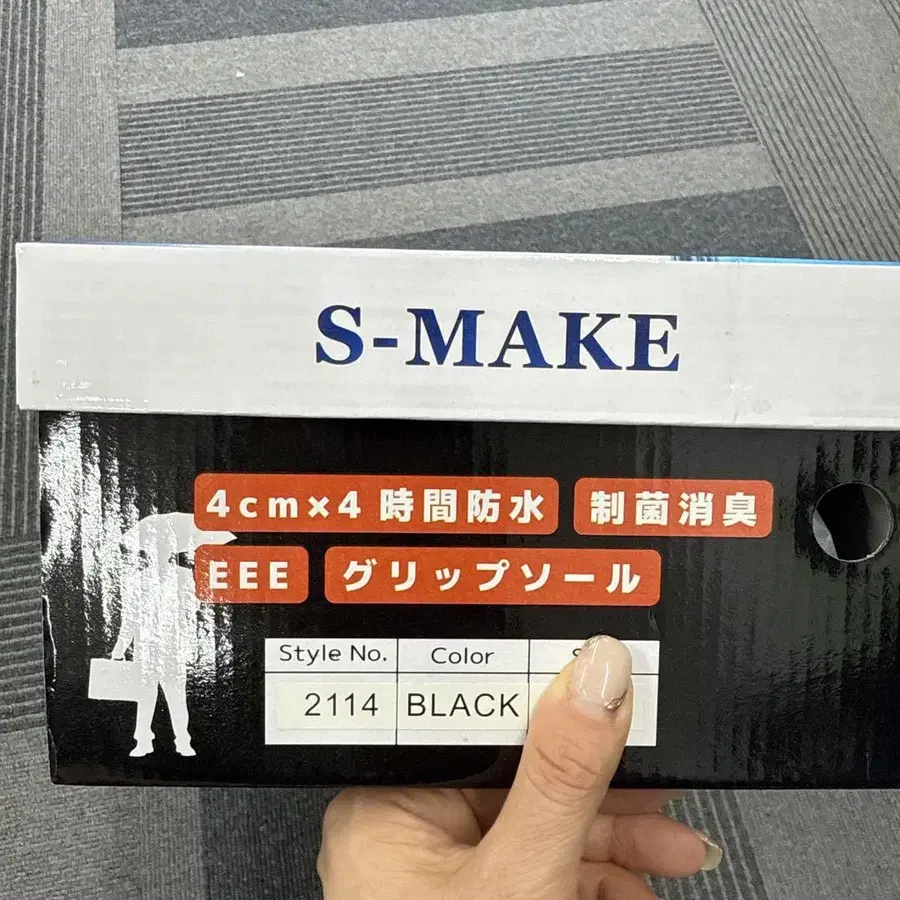 S-MAKE
4cm×4時間防水 制菌消臭
EEE グリップソール
Style No. Color
2114 BLACK